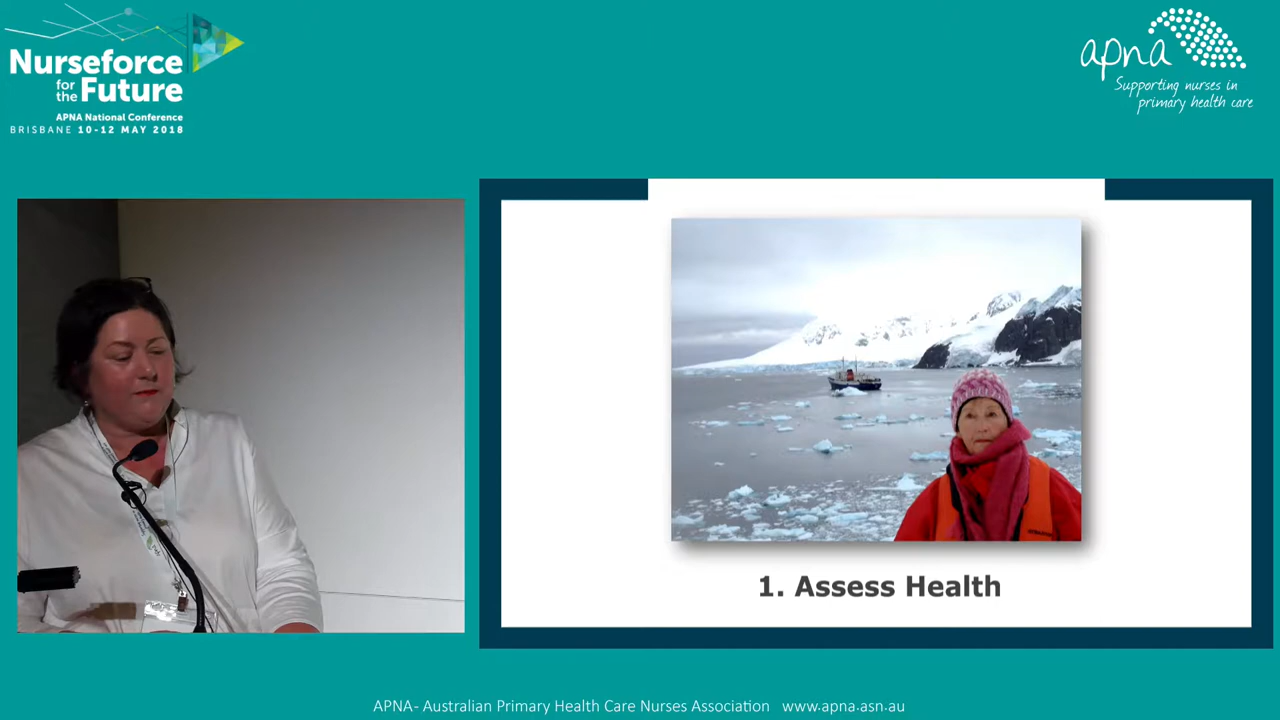 Nurseforce
for the Future
APNA National Conference
BRISBANE 10-12 MAY 2018
apna
Supporting nurses in
primary health care
1. Assess Health
APNA- Australian Primary Health Care Nurses Association www.apna.asn.au